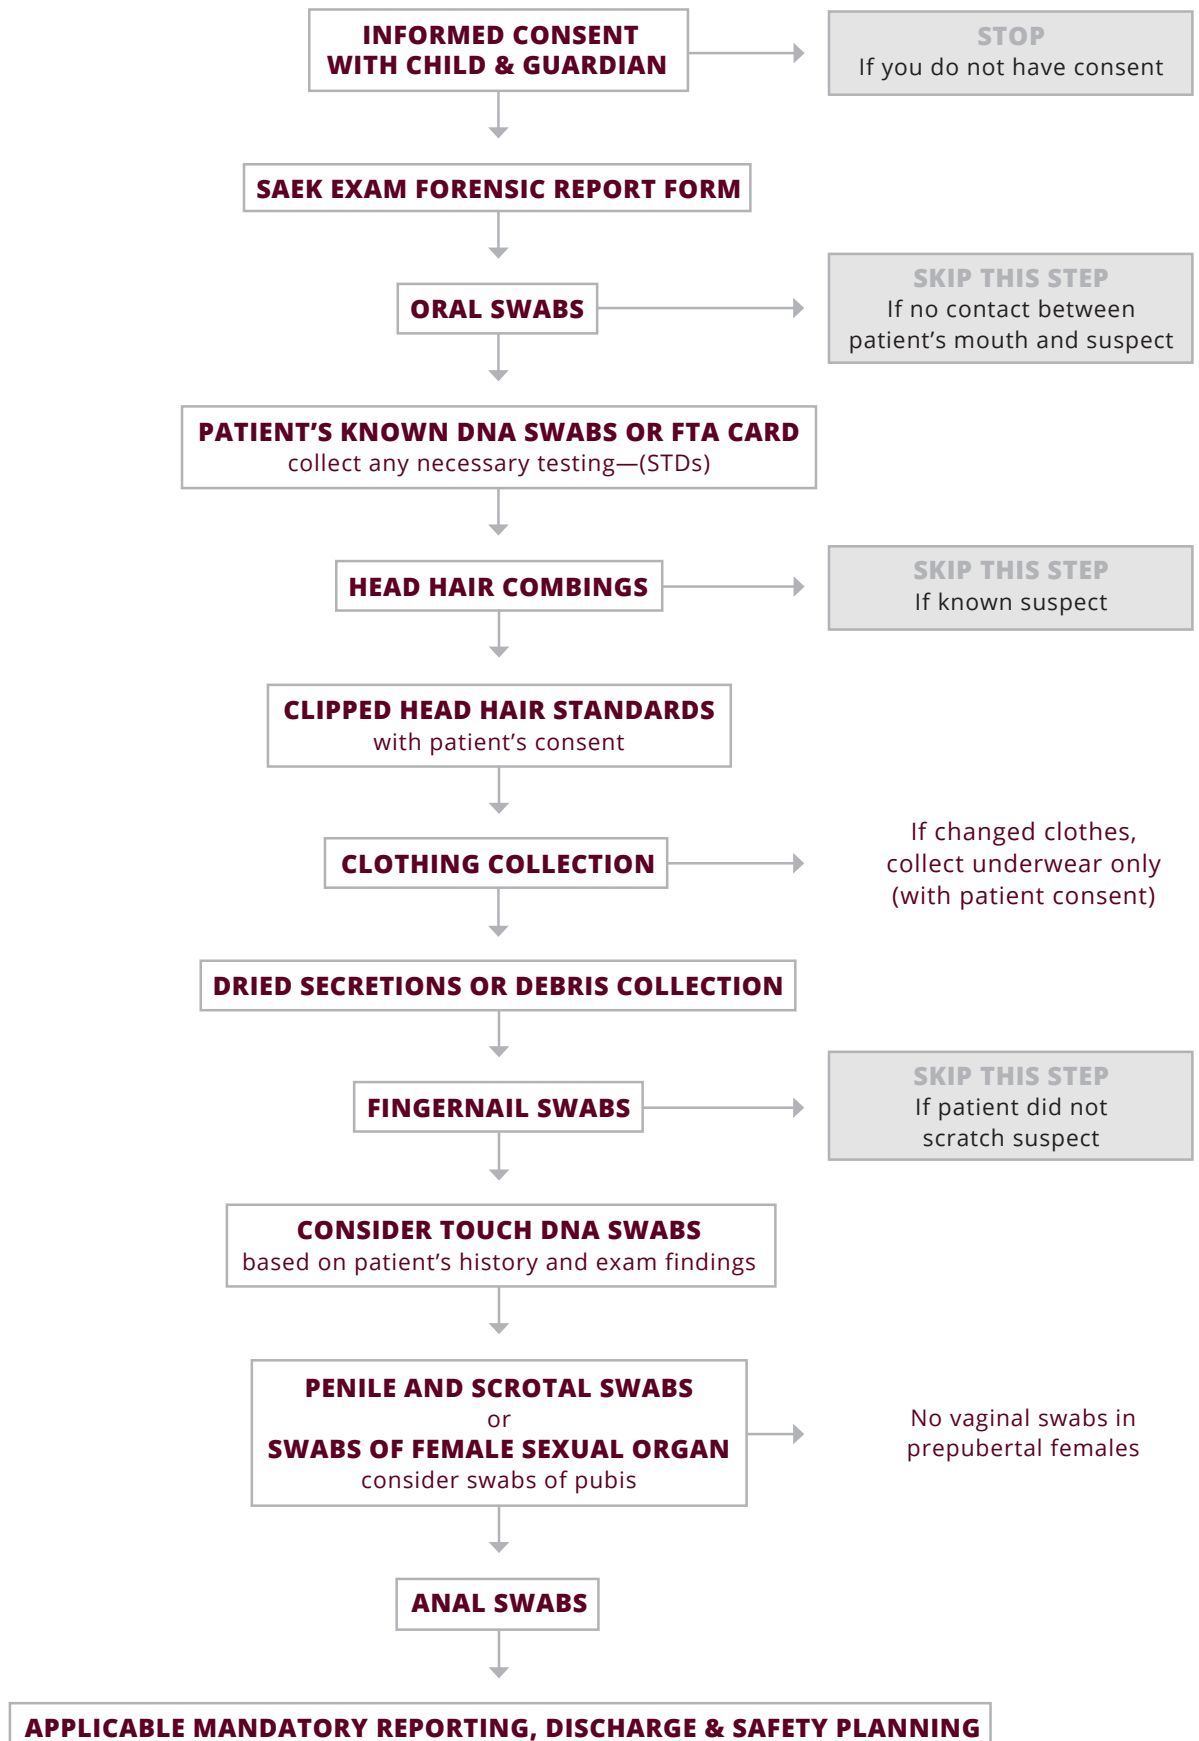 INFORMED CONSENT
WITH CHILD & GUARDIAN
STOP
If you do not have consent
SAEK EXAM FORENSIC REPORT FORM
ORAL SWABS
SKIP THIS STEP
If no contact between
patient’s mouth and suspect
PATIENT’S KNOWN DNA SWABS OR FTA CARD
collect any necessary testing—(STDs)
HEAD HAIR COMBINGS
SKIP THIS STEP
If known suspect
CLIPPED HEAD HAIR STANDARDS
with patient’s consent
CLOTHING COLLECTION
If changed clothes,
collect underwear only
(with patient consent)
DRIED SECRETIONS OR DEBRIS COLLECTION
FINGERNAIL SWABS
SKIP THIS STEP
If patient did not
scratch suspect
CONSIDER TOUCH DNA SWABS
based on patient’s history and exam findings
PENILE AND SCROTAL SWABS
or
SWABS OF FEMALE SEXUAL ORGAN
consider swabs of pubis
No vaginal swabs in
prepubertal females
ANAL SWABS
APPLICABLE MANDATORY REPORTING, DISCHARGE & SAFETY PLANNING